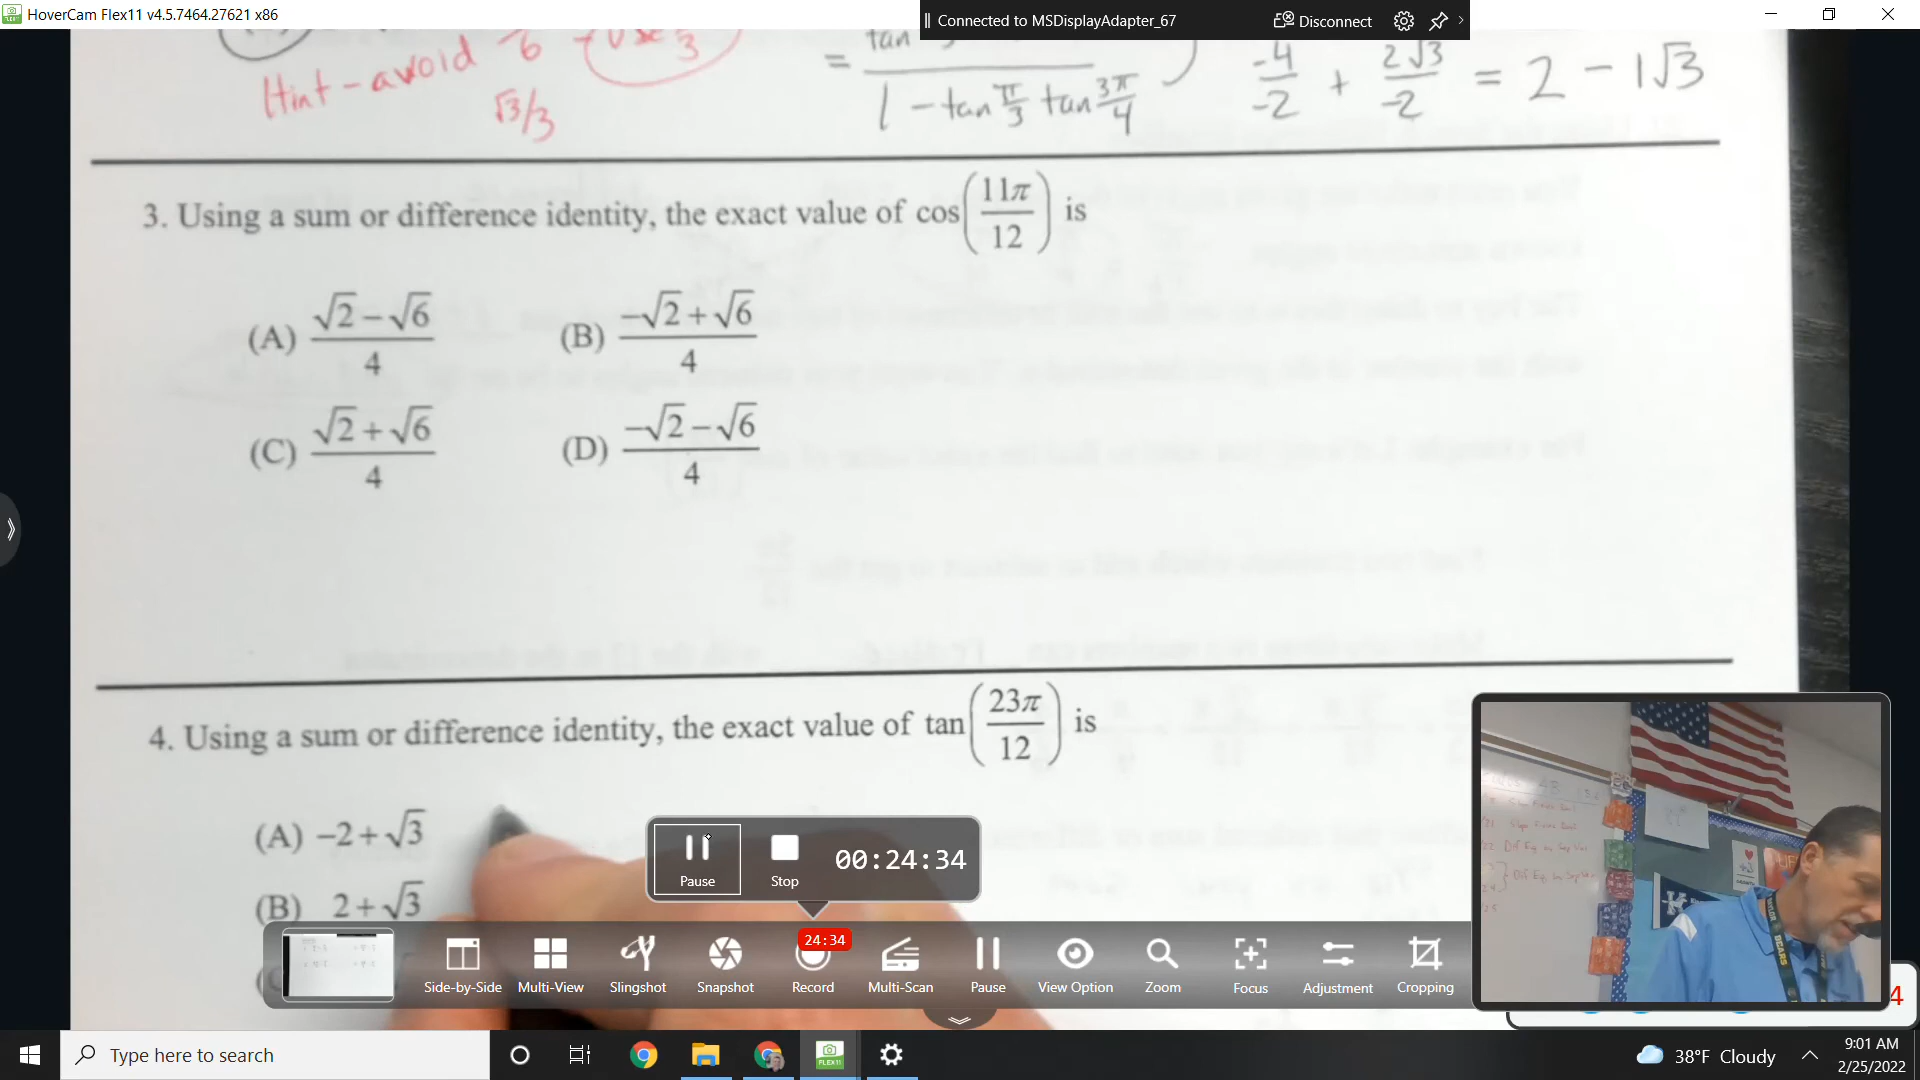 HoverCam Flex11 v4.5.7464.27621 x86
Connected to MSDisplayAdapter_67
Disconnect
Hint - avoid
√3/3
= tan
1 - tan π/3 tan 3π/4
-4/-2 + 2√3/-2 = 2 - 1√3
3. Using a sum or difference identity, the exact value of cos(11π/12) is
(A) √2 - √6 / 4
(B) -√2 + √6 / 4
(C) √2 + √6 / 4
(D) -√2 - √6 / 4
4. Using a sum or difference identity, the exact value of tan(23π/12) is
(A) -2 + √3
(B) 2 + √3
Pause
Stop
00:24:34
24:34
Side-by-Side
Multi-View
Slingshot
Snapshot
Record
Multi-Scan
Pause
View Option
Zoom
Focus
Adjustment
Cropping
4
Type here to search
FLEX11
38°F Cloudy
9:01 AM
2/25/2022